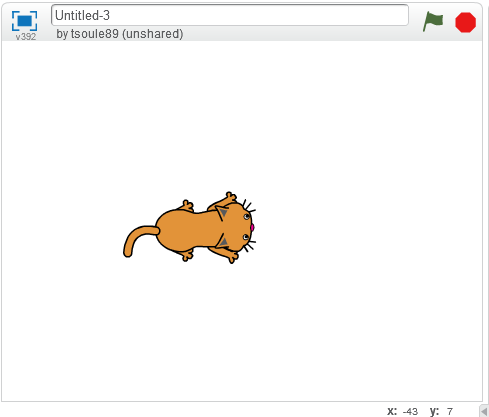 Untitled-3
v392
by tsoule89 (unshared)
x: -43 y: 7